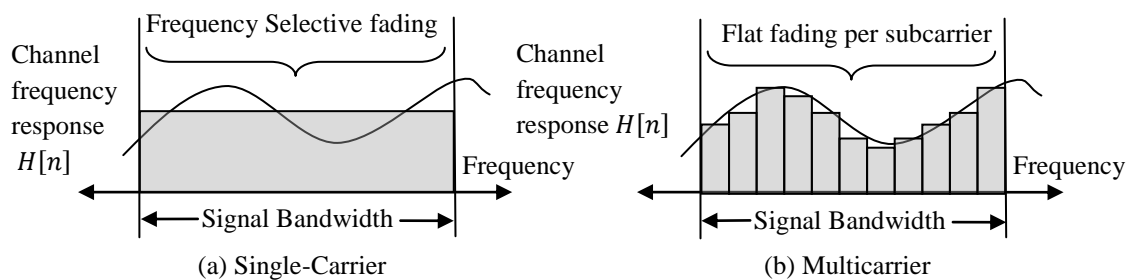 Frequency Selective fading
Channel
frequency
response
H[n]
Frequency
Signal Bandwidth
(a) Single-Carrier
Flat fading per subcarrier
Channel
frequency
response H[n]
Frequency
Signal Bandwidth
(b) Multicarrier